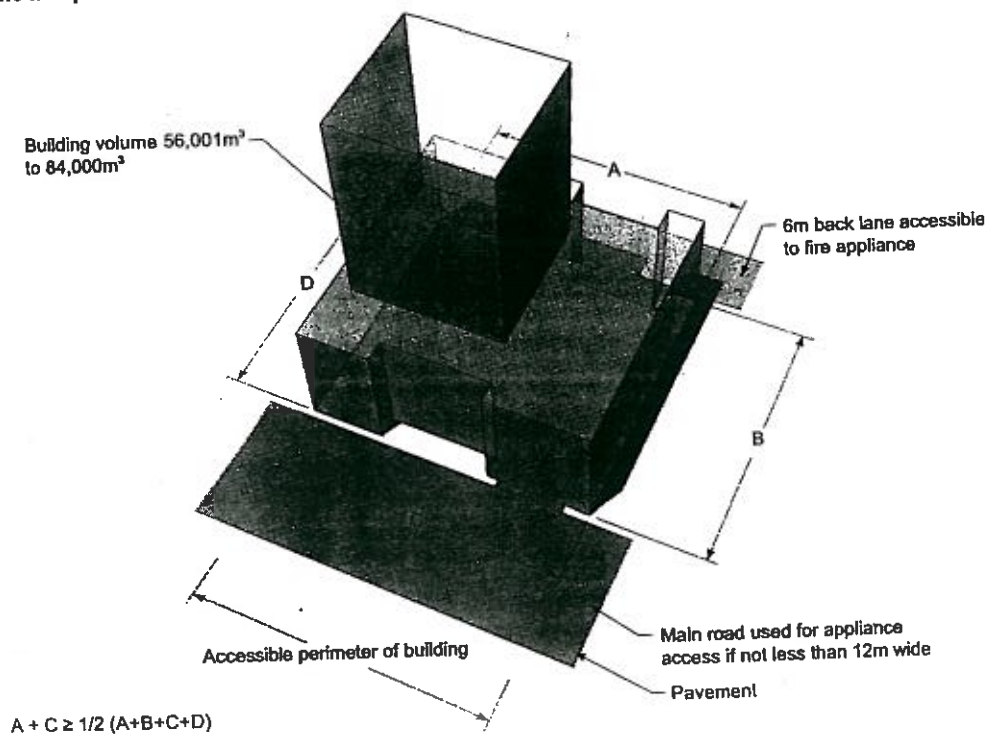 Building volume 56,001m³
to 84,000m³
A
6m back lane accessible
to fire appliance
D
B
Main road used for appliance
access if not less than 12m wide
Accessible perimeter of building
Pavement
A + C ≥ 1/2 (A+B+C+D)